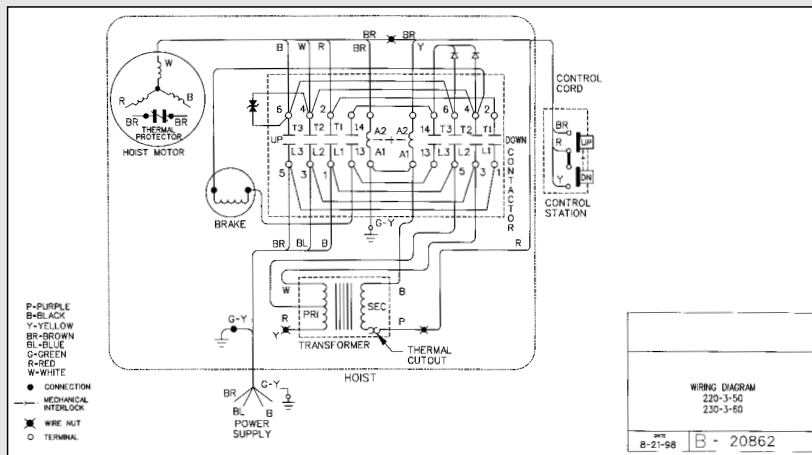 BR BR BR
B W R Y
W
R B
BR BR
THERMAL
PROTECTOR
HOIST MOTOR
6 4 2 14 14 6 4 2
T3 T2 T1 A2 A2 T3 T2 T1
UP DOWN
L3 L2 L1 A1 A1 L3 L2 L1
13 13
5 3 1 5 3 1
CONTACTOR
CONTROL
CORD
BR
R
Y
UP
DN
CONTROL
STATION
BRAKE
G-Y
BR BL B
R
W B
PRI SEC
R P
Y
TRANSFORMER
THERMAL
CUTOUT
HOIST
G-Y
BR G-Y
BL B
POWER
SUPPLY
P-PURPLE
B-BLACK
Y-YELLOW
BR-BROWN
BL-BLUE
G-GREEN
R-RED
W-WHITE
CONNECTION
MECHANICAL
INTERLOCK
WIRE NUT
TERMINAL
WIRING DIAGRAM
220-3-50
230-3-60
DATE
8-21-98 B - 20862